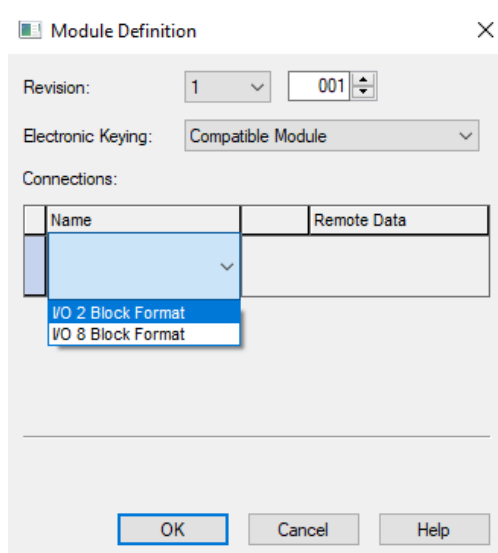 Module Definition
Revision: 1 001
Electronic Keying: Compatible Module
Connections:
Name Remote Data
I/O 2 Block Format
I/O 8 Block Format
OK Cancel Help